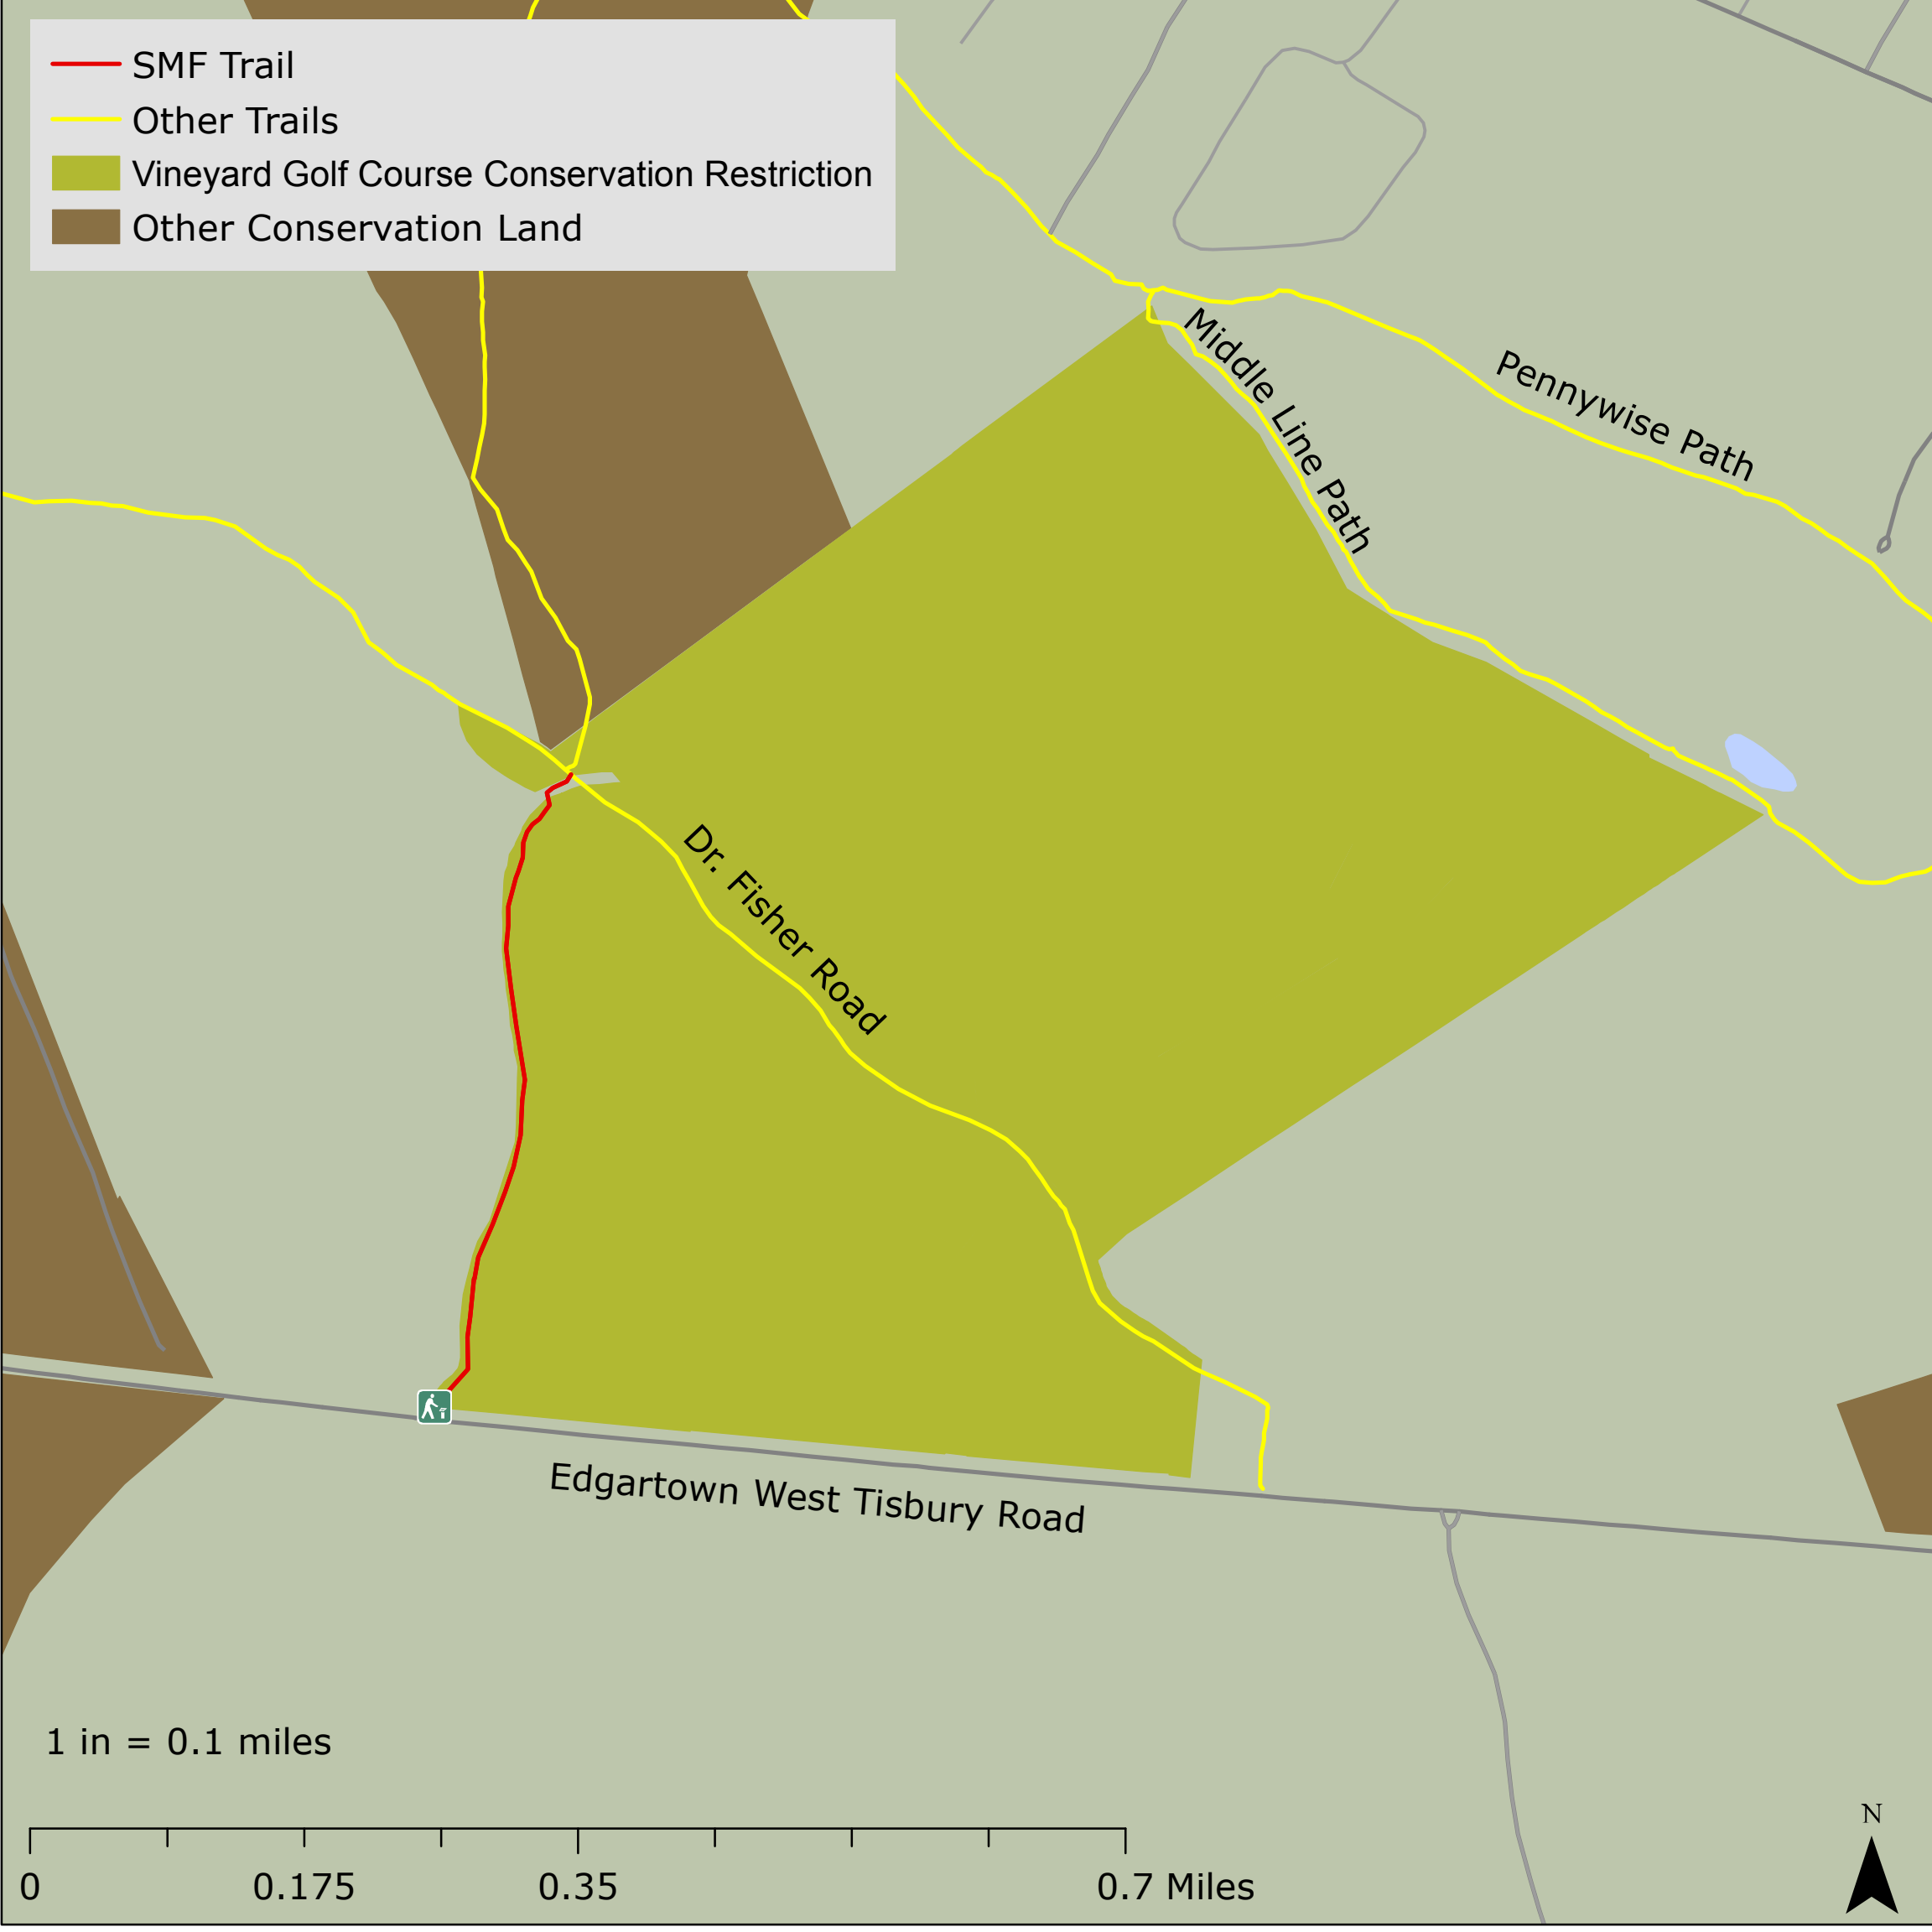 SMF Trail
Other Trails
Vineyard Golf Course Conservation Restriction
Other Conservation Land
Middle Line Path
Pennywise Path
Dr. Fisher Road
Edgartown West Tisbury Road
1 in = 0.1 miles
N
0 0.175 0.35 0.7 Miles